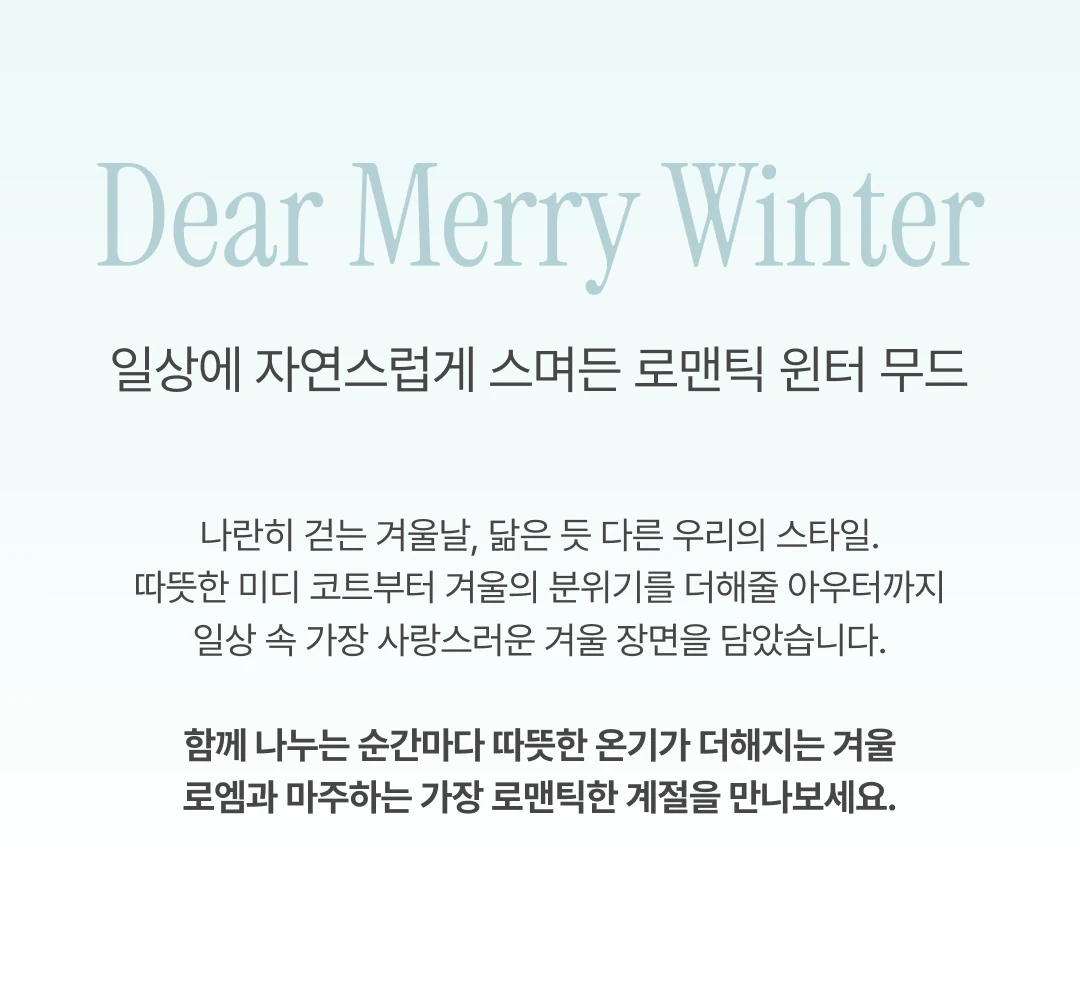 Dear Merry Winter
일상에 자연스럽게 스며든 로맨틱 윈터 무드
나란히 걷는 겨울날, 닮은 듯 다른 우리의 스타일.
따뜻한 미디 코트부터 겨울의 분위기를 더해줄 아우터까지
일상 속 가장 사랑스러운 겨울 장면을 담았습니다.
함께 나누는 순간마다 따뜻한 온기가 더해지는 겨울
로엠과 마주하는 가장 로맨틱한 계절을 만나보세요.